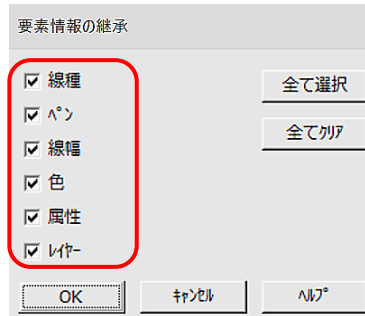 要素情報の継承
線種
全て選択
ﾍﾟﾝ
全てｸﾘｱ
線幅
色
属性
ﾚｲﾔｰ
OK
ｷｬﾝｾﾙ
ﾍﾙﾌﾟ